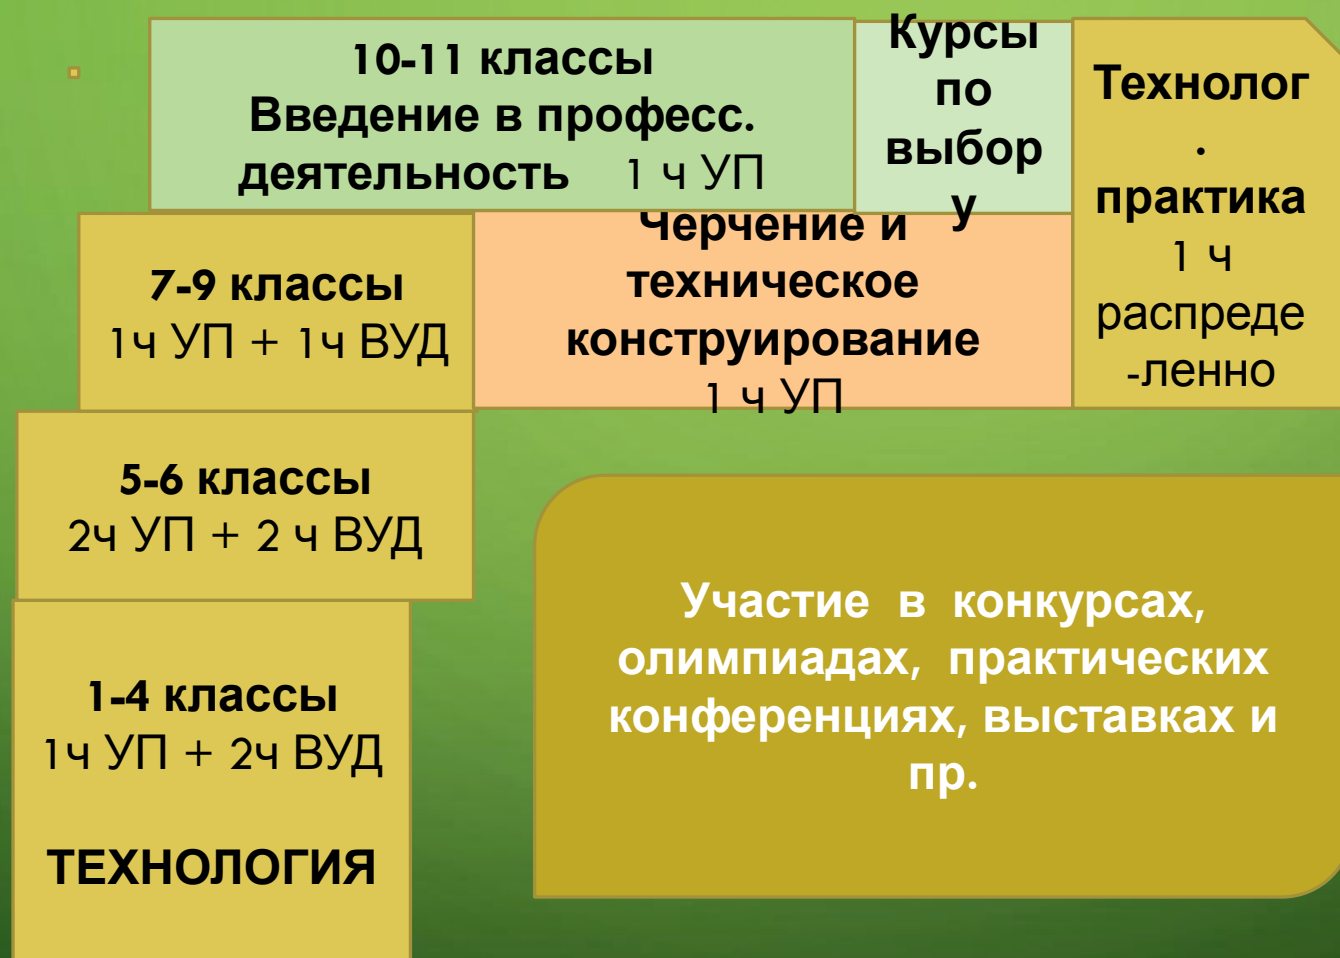 10-11 классы
Введение в професс.
деятельность 1 ч УП
Курсы
по
выбор
у
Технолог
.
практика
1 ч
распреде
-ленно
7-9 классы
1ч УП + 1ч ВУД
Черчение и
техническое
конструирование
1 ч УП
5-6 классы
2ч УП + 2 ч ВУД
1-4 классы
1ч УП + 2ч ВУД
ТЕХНОЛОГИЯ
Участие в конкурсах,
олимпиадах, практических
конференциях, выставках и
пр.